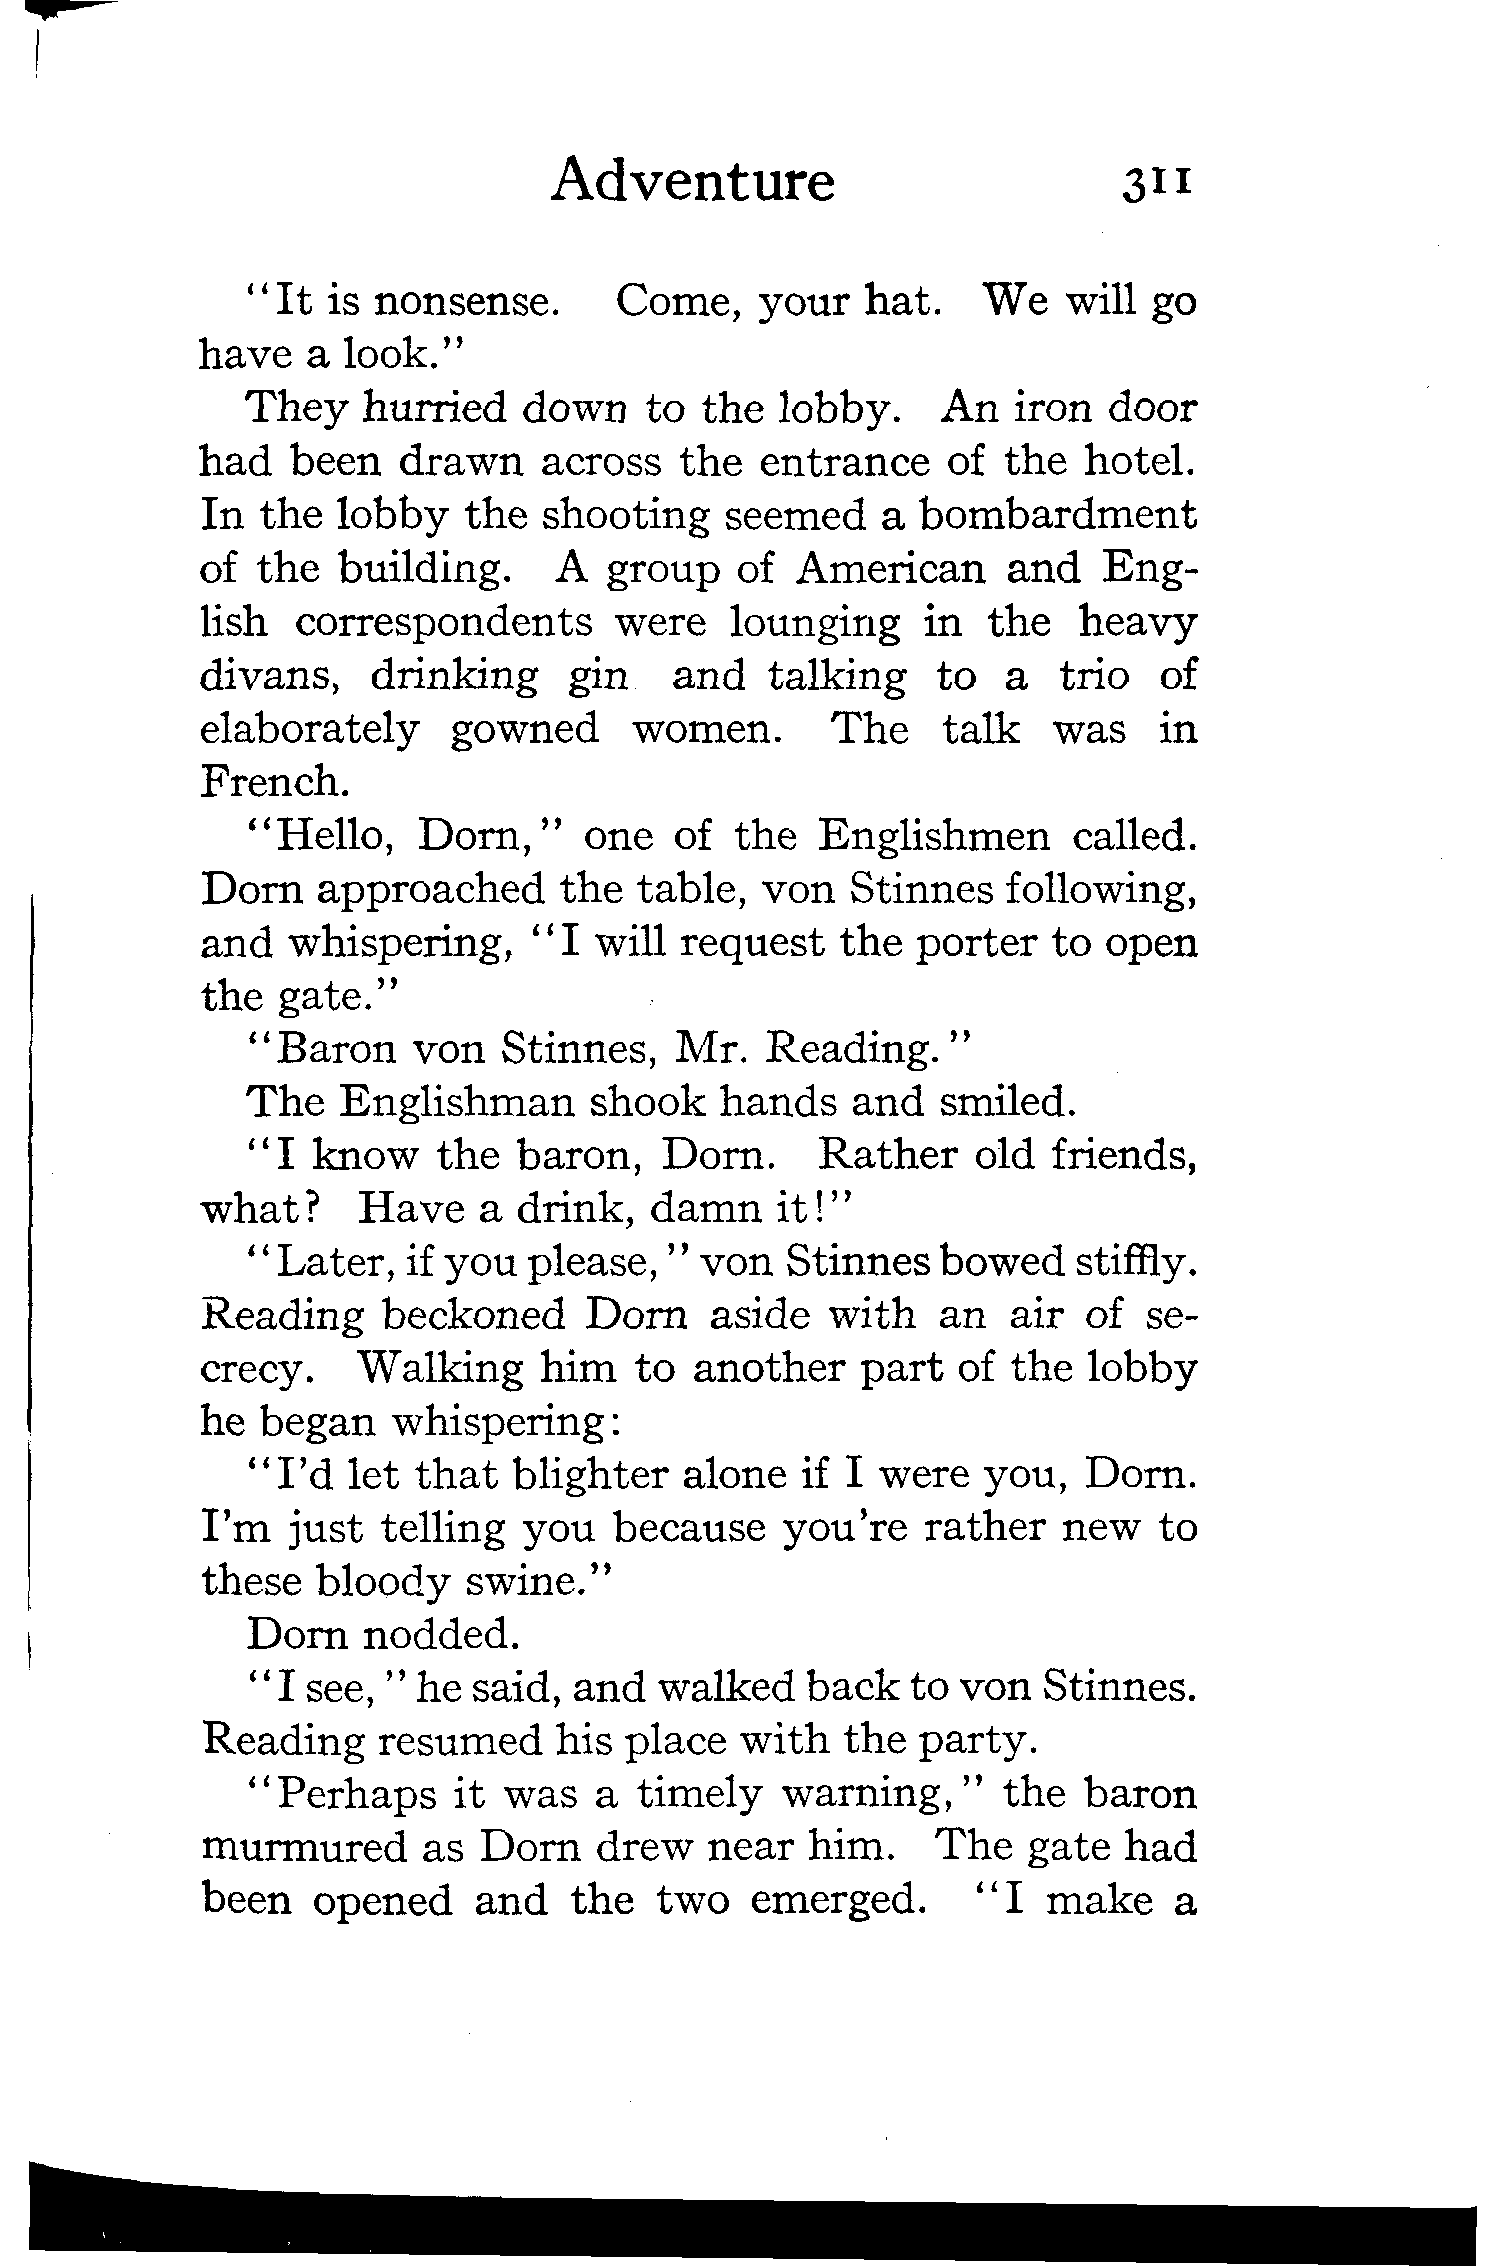 Adventure 311
"It is nonsense. Come, your hat. We will go
have a look."
They hurried down to the lobby. An iron door
had been drawn across the entrance of the hotel.
In the lobby the shooting seemed a bombardment
of the building. A group of American and Eng-
lish correspondents were lounging in the heavy
divans, drinking gin and talking to a trio of
elaborately gowned women. The talk was in
French.
"Hello, Dorn," one of the Englishmen called.
Dorn approached the table, von Stinnes following,
and whispering, "I will request the porter to open
the gate."
"Baron von Stinnes, Mr. Reading."
The Englishman shook hands and smiled.
"I know the baron, Dorn. Rather old friends,
what? Have a drink, damn it!"
"Later, if you please," von Stinnes bowed stiffly.
Reading beckoned Dorn aside with an air of se-
crecy. Walking him to another part of the lobby
he began whispering:
"I'd let that blighter alone if I were you, Dorn.
I'm just telling you because you're rather new to
these bloody swine."
Dorn nodded.
"I see," he said, and walked back to von Stinnes.
Reading resumed his place with the party.
"Perhaps it was a timely warning," the baron
murmured as Dorn drew near him. The gate had
been opened and the two emerged. "I make a